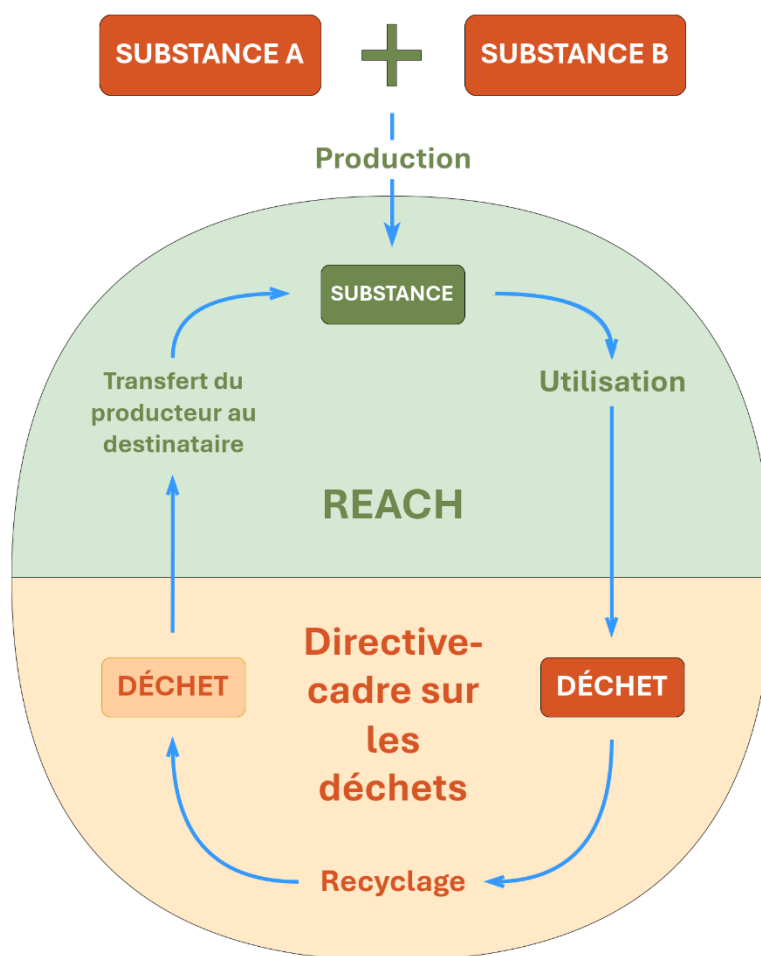 SUBSTANCE A
SUBSTANCE B
Production
SUBSTANCE
Transfert du
producteur au
destinataire
Utilisation
REACH
Directive-
cadre sur
les
déchets
DÉCHET
DÉCHET
Recyclage